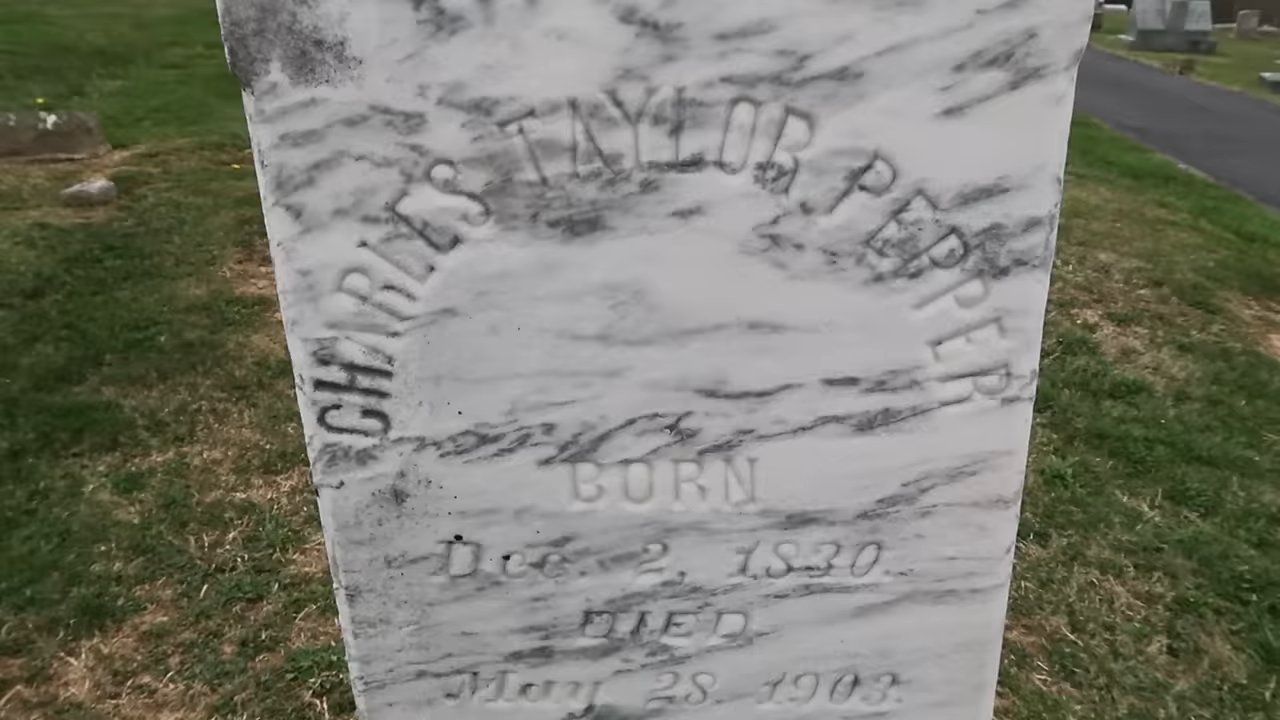 CHARLES TAYLOR PEPPER
BORN
Dec. 2, 1830.
DIED
May 28. 1903.